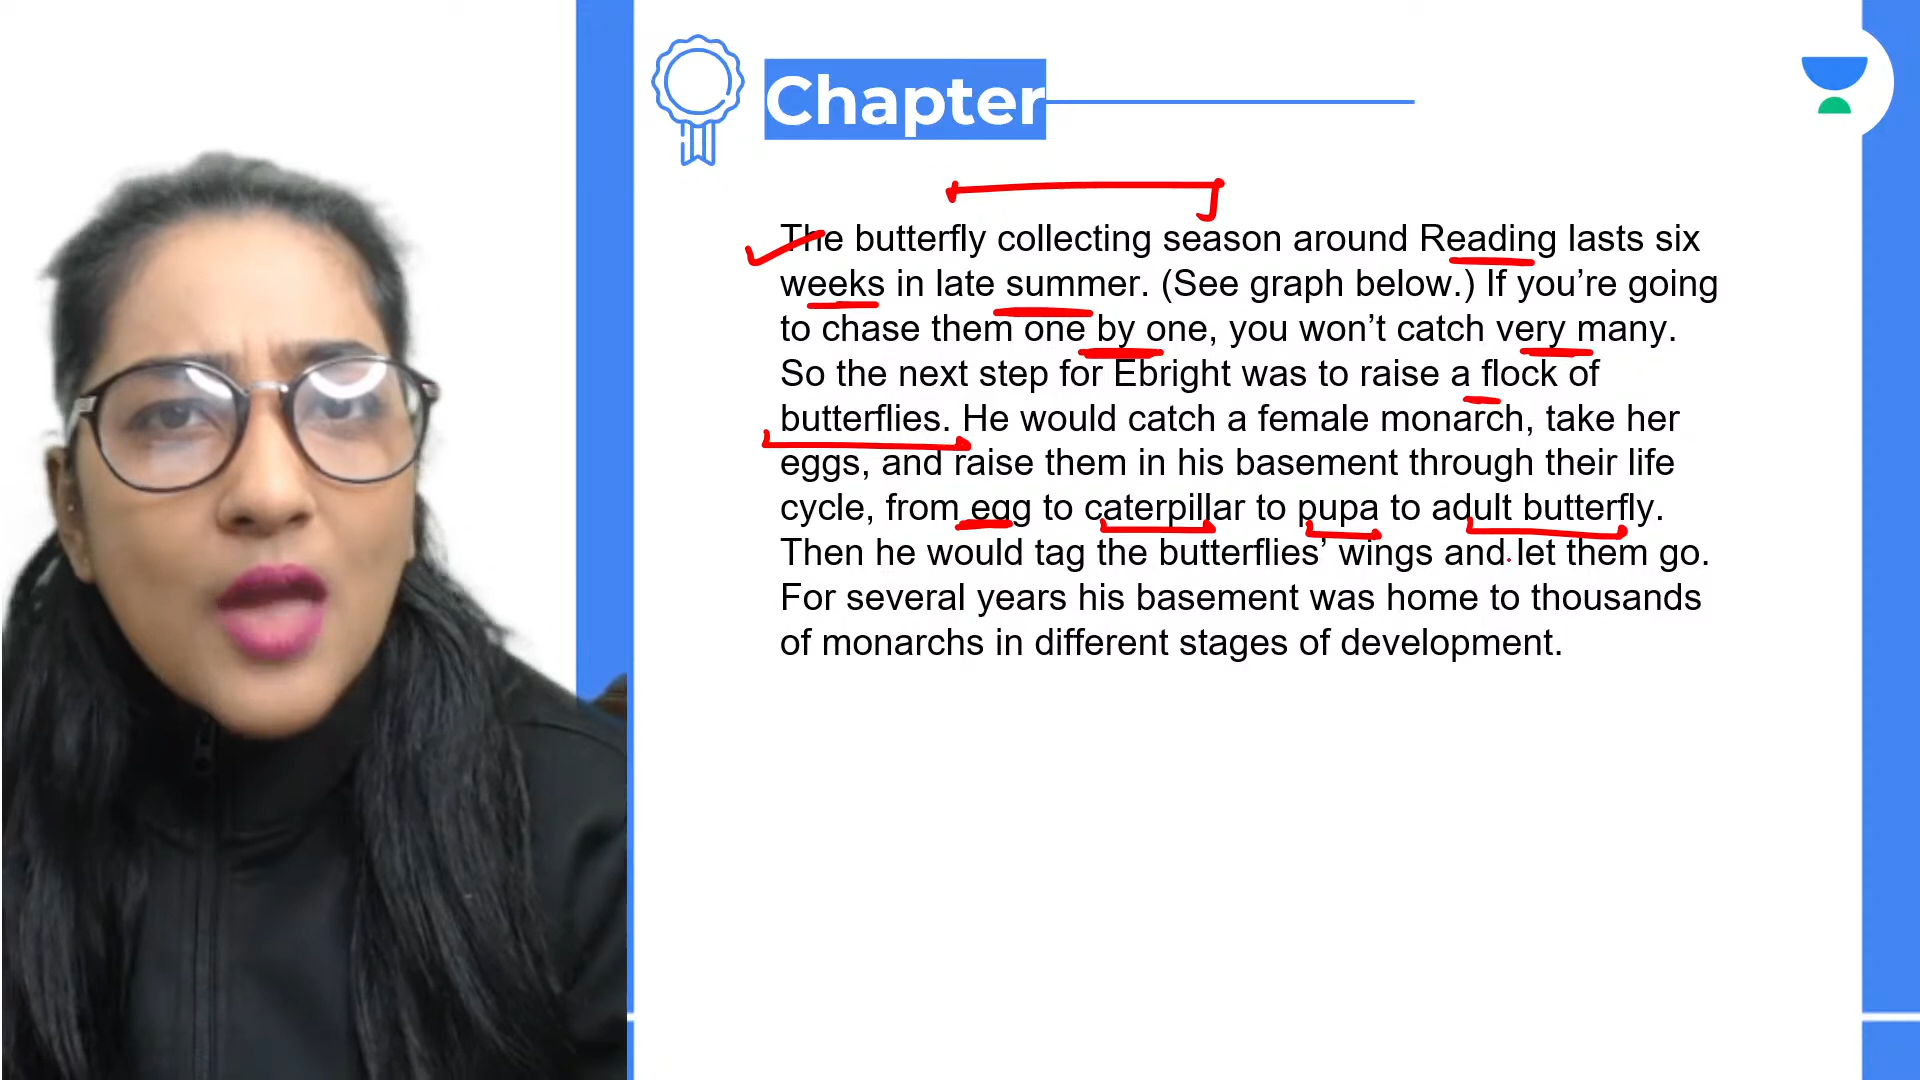 Chapter
The butterfly collecting season around Reading lasts six
weeks in late summer. (See graph below.) If you’re going
to chase them one by one, you won’t catch very many.
So the next step for Ebright was to raise a flock of
butterflies. He would catch a female monarch, take her
eggs, and raise them in his basement through their life
cycle, from egg to caterpillar to pupa to adult butterfly.
Then he would tag the butterflies’ wings and let them go.
For several years his basement was home to thousands
of monarchs in different stages of development.